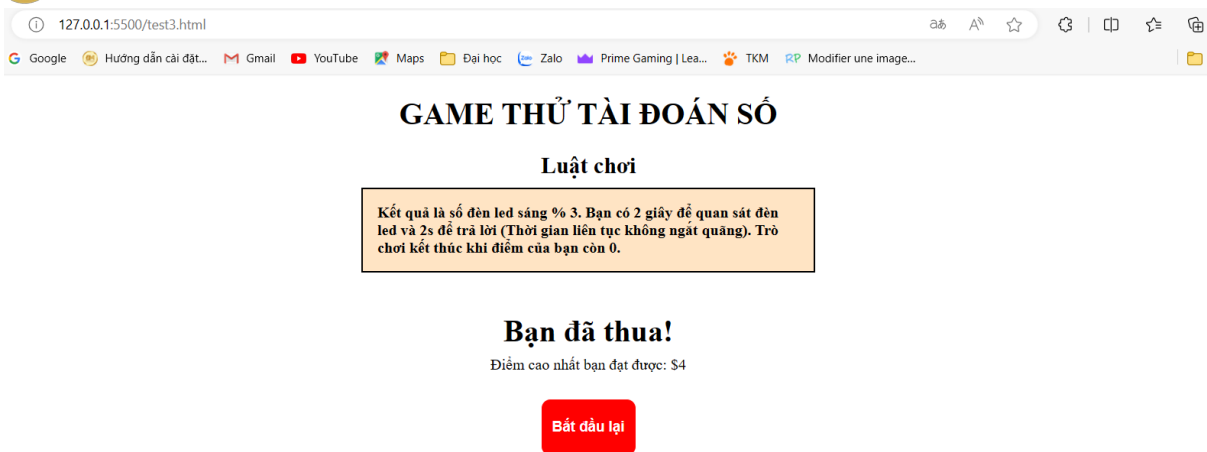 127.0.0.1:5500/test3.html
Google Hướng dẫn cài đặt... Gmail YouTube Maps Đại học Zalo Prime Gaming | Lea... TKM RP Modifier une image...
GAME THỬ TÀI ĐOÁN SỐ
Luật chơi
Kết quả là số đèn led sáng % 3. Bạn có 2 giây để quan sát đèn
led và 2s để trả lời (Thời gian liên tục không ngắt quãng). Trò
chơi kết thúc khi điểm của bạn còn 0.
Bạn đã thua!
Điểm cao nhất bạn đạt được: $4
Bắt đầu lại